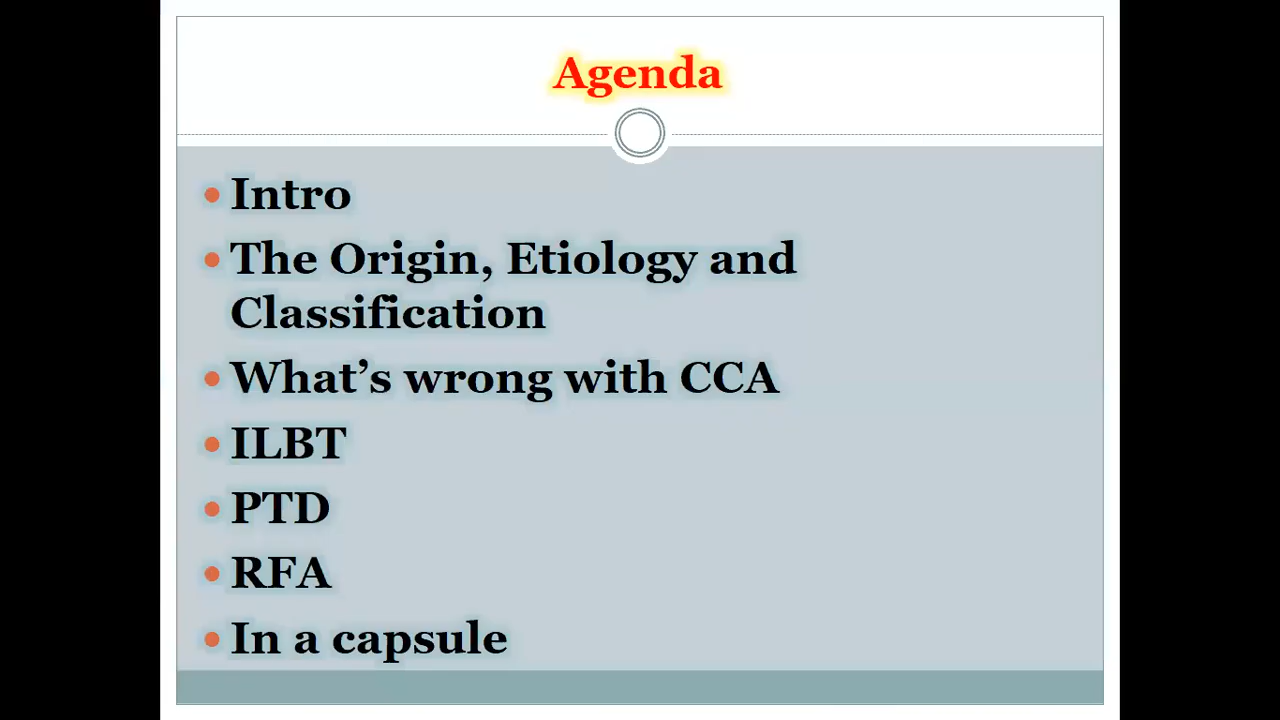 Agenda
• Intro
• The Origin, Etiology and
Classification
• What’s wrong with CCA
• ILBT
• PTD
• RFA
• In a capsule